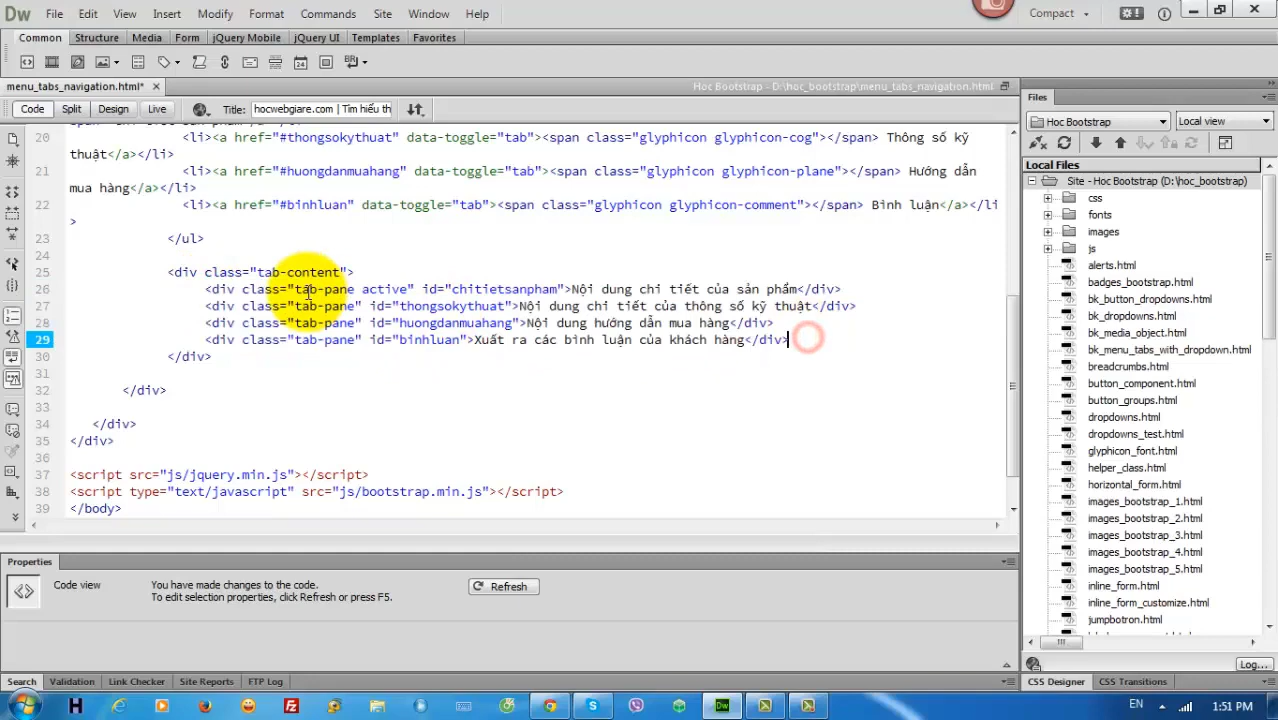 Dw File Edit View Insert Modify Format Commands Site Window Help Compact
Common Structure Media Form jQuery Mobile jQuery UI Templates Favorites
menu_tabs_navigation.html* Hoc Bootstrap - D:\hoc_bootstrap\menu_tabs_navigation.html
Code Split Design Live Title: hocwebgiare.com | Tìm hiểu th
20 <li><a href="#thongsokythuat" data-toggle="tab"><span class="glyphicon glyphicon-cog"></span> Thông số kỹ
thuật</a></li>
21 <li><a href="#huongdanmuahang" data-toggle="tab"><span class="glyphicon glyphicon-plane"></span> Hướng dẫn
mua hàng</a></li>
22 <li><a href="#binhluan" data-toggle="tab"><span class="glyphicon glyphicon-comment"></span> Bình luận</a></li
>
23 </ul>
24
25 <div class="tab-content">
26 <div class="tab-pane active" id="chitietsanpham">Nội dung chi tiết của sản phẩm</div>
27 <div class="tab-pane" id="thongsokythuat">Nội dung chi tiết của thông số kỹ thuật</div>
28 <div class="tab-pane" id="huongdanmuahang">Nội dung hướng dẫn mua hàng</div>
29 <div class="tab-pane" id="binhluan">Xuất ra các bình luận của khách hàng</div>
30 </div>
31
32 </div>
33
34 </div>
35 </div>
36
37 <script src="js/jquery.min.js"></script>
38 <script type="text/javascript" src="js/bootstrap.min.js"></script>
39 </body>
Properties
Code view You have made changes to the code. Refresh
To edit selection properties, click Refresh or press F5.
Search Validation Link Checker Site Reports FTP Log
Files
Hoc Bootstrap Local view
Local Files
Site - Hoc Bootstrap (D:\hoc_bootstrap)
css
fonts
images
js
alerts.html
badges_bootstrap.html
bk_button_dropdowns.html
bk_dropdowns.html
bk_media_object.html
bk_menu_tabs_with_dropdown.html
breadcrumbs.html
button_component.html
button_groups.html
dropdowns.html
dropdowns_test.html
glyphicon_font.html
helper_class.html
horizontal_form.html
images_bootstrap_1.html
images_bootstrap_2.html
images_bootstrap_3.html
images_bootstrap_4.html
images_bootstrap_5.html
inline_form.html
inline_form_customize.html
jumpbotron.html
Log...
CSS Designer CSS Transitions
EN 1:51 PM